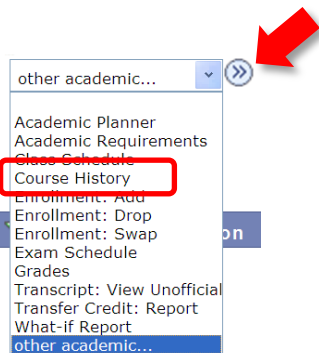 other academic...
Academic Planner
Academic Requirements
Class Schedule
Course History
Enrollment: Add
Enrollment: Drop
Enrollment: Swap
on
Exam Schedule
Grades
Transcript: View Unofficial
Transfer Credit: Report
What-if Report
other academic...